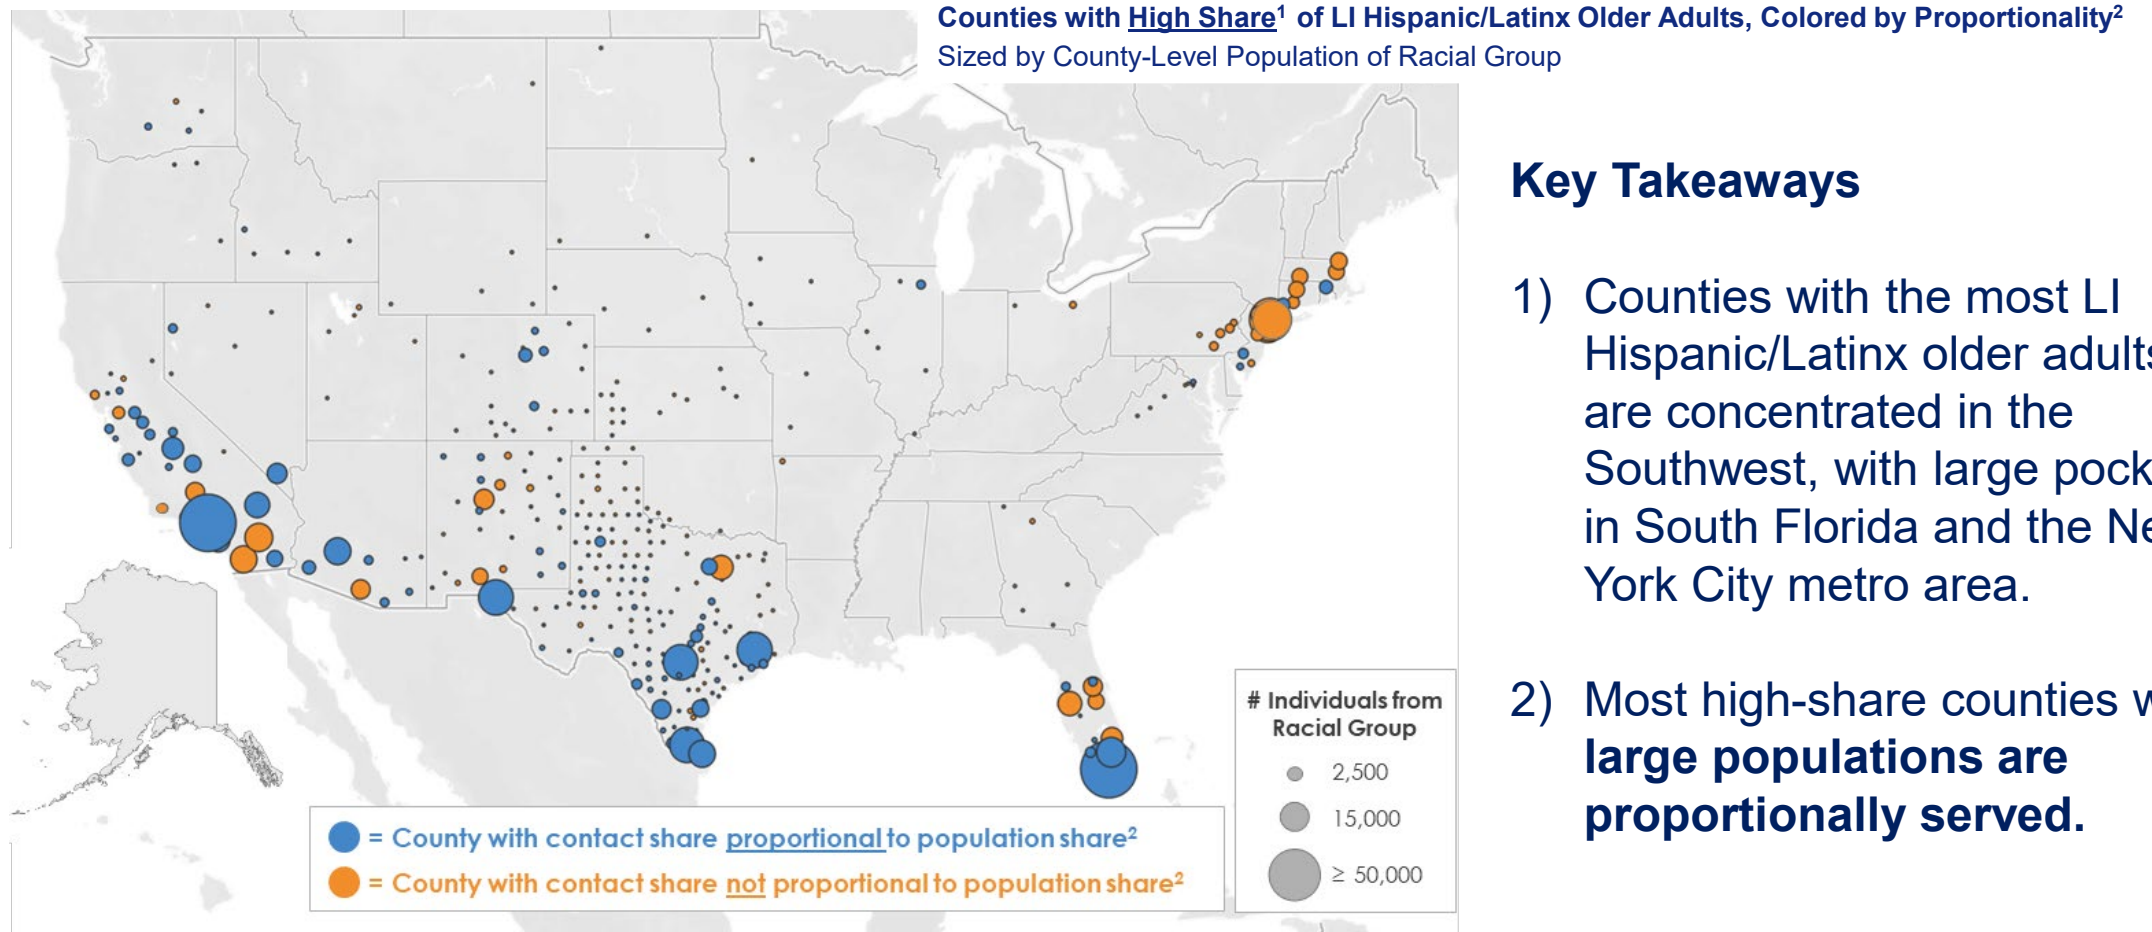 Counties with High Share¹ of LI Hispanic/Latinx Older Adults, Colored by Proportionality²
Sized by County-Level Population of Racial Group
Key Takeaways
1) Counties with the most LI
Hispanic/Latinx older adults
are concentrated in the
Southwest, with large pock
in South Florida and the Ne
York City metro area.
2) Most high-share counties w
large populations are
proportionally served.
# Individuals from
Racial Group
2,500
15,000
≥ 50,000
= County with contact share proportional to population share²
= County with contact share not proportional to population share²